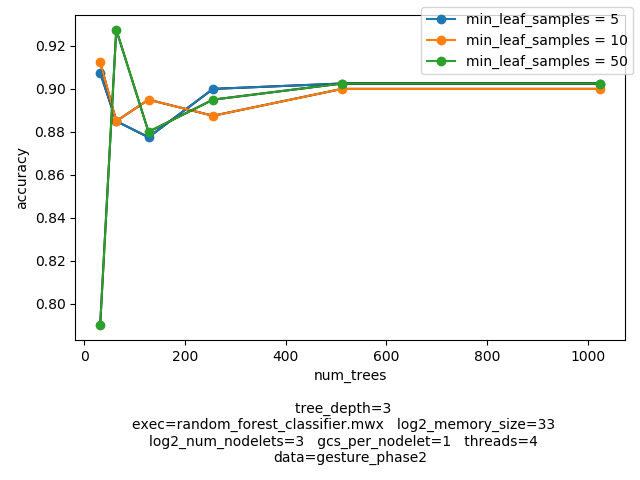 min_leaf_samples = 5
min_leaf_samples = 10
min_leaf_samples = 50
0.92
0.90
0.88
0.86
0.84
0.82
0.80
accuracy
0 200 400 600 800 1000
num_trees
tree_depth=3
exec=random_forest_classifier.mwx log2_memory_size=33
log2_num_nodelets=3 gcs_per_nodelet=1 threads=4
data=gesture_phase2